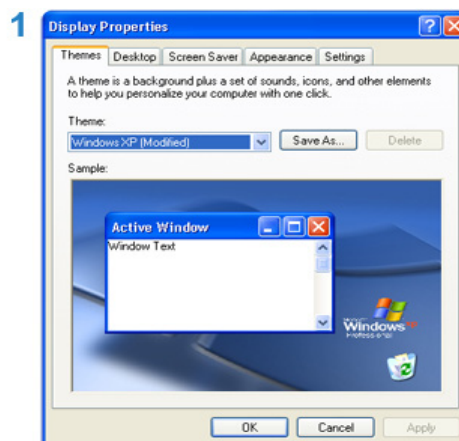 1
Display Properties
Themes Desktop Screen Saver Appearance Settings
A theme is a background plus a set of sounds, icons, and other elements
to help you personalize your computer with one click.
Theme:
Windows XP (Modified) Save As... Delete
Sample:
Active Window
Window Text
Windows
Professional
OK Cancel Apply